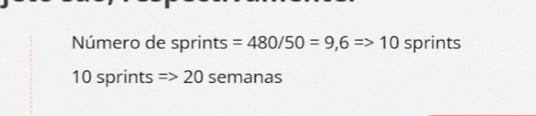 Número de sprints = 480/50 = 9,6 => 10 sprints
10 sprints => 20 semanas